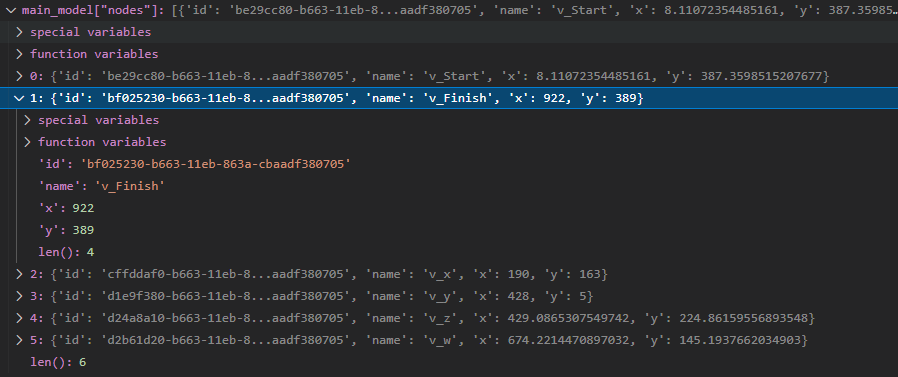 main_model["nodes"]: [{'id': 'be29cc80-b663-11eb-8...aadf380705', 'name': 'v_Start', 'x': 8.11072354485161, 'y': 387.35985…
special variables
function variables
0: {'id': 'be29cc80-b663-11eb-8...aadf380705', 'name': 'v_Start', 'x': 8.11072354485161, 'y': 387.3598515207677}
1: {'id': 'bf025230-b663-11eb-8...aadf380705', 'name': 'v_Finish', 'x': 922, 'y': 389}
special variables
function variables
'id': 'bf025230-b663-11eb-863a-cbaadf380705'
'name': 'v_Finish'
'x': 922
'y': 389
len(): 4
2: {'id': 'cffddaf0-b663-11eb-8...aadf380705', 'name': 'v_x', 'x': 190, 'y': 163}
3: {'id': 'd1e9f380-b663-11eb-8...aadf380705', 'name': 'v_y', 'x': 428, 'y': 5}
4: {'id': 'd24a8a10-b663-11eb-8...aadf380705', 'name': 'v_z', 'x': 429.0865307549742, 'y': 224.86159556893548}
5: {'id': 'd2b61d20-b663-11eb-8...aadf380705', 'name': 'v_w', 'x': 674.2214470897032, 'y': 145.1937662034903}
len(): 6